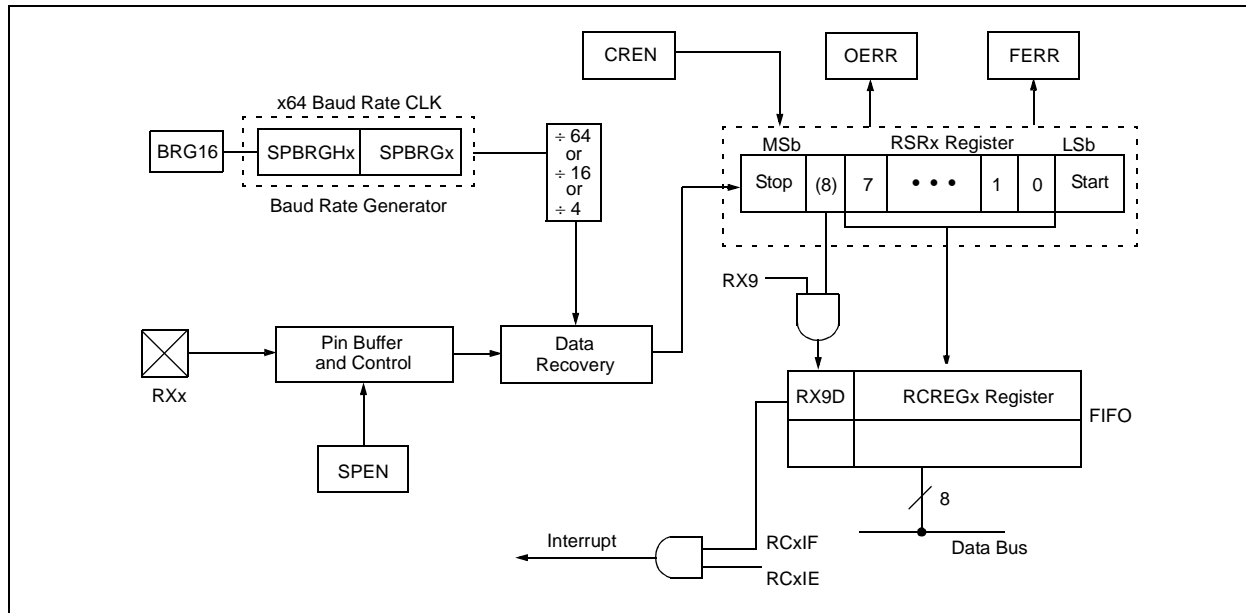 CREN
OERR
FERR
x64 Baud Rate CLK
BRG16
SPBRGHx
SPBRGx
Baud Rate Generator
÷ 64
or
÷ 16
or
÷ 4
MSb
RSRx Register
LSb
Stop
(8)
7
• • •
1
0
Start
RX9
RXx
Pin Buffer
and Control
Data
Recovery
SPEN
RX9D
RCREGx Register
FIFO
8
Data Bus
Interrupt
RCxIF
RCxIE